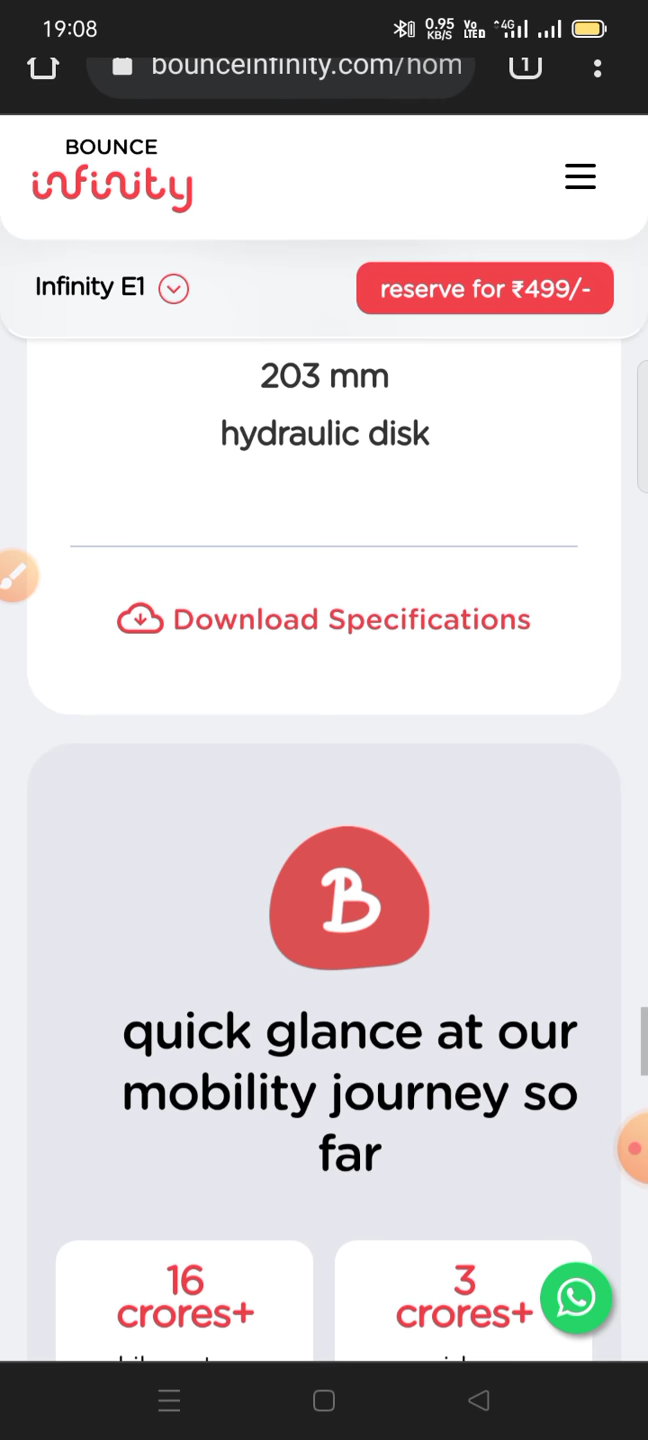 19:08
0.95 KB/S
Vo LTE
4G
bounceinfinity.com/hom
1
BOUNCE
infinity
Infinity E1
reserve for ₹499/-
203 mm
hydraulic disk
Download Specifications
B
quick glance at our
mobility journey so
far
16
crores+
3
crores+